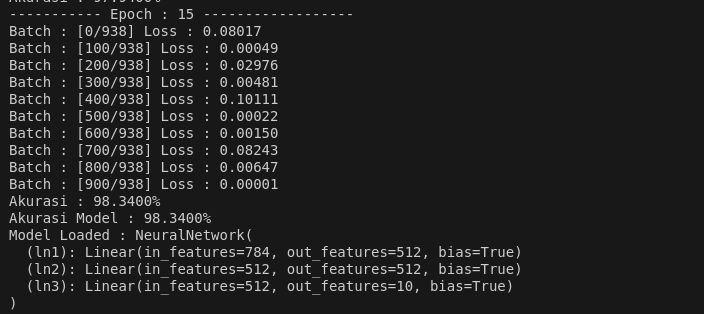 Akurasi : 97.9400%
----------- Epoch : 15 ------------------
Batch : [0/938] Loss : 0.08017
Batch : [100/938] Loss : 0.00049
Batch : [200/938] Loss : 0.02976
Batch : [300/938] Loss : 0.00481
Batch : [400/938] Loss : 0.10111
Batch : [500/938] Loss : 0.00022
Batch : [600/938] Loss : 0.00150
Batch : [700/938] Loss : 0.08243
Batch : [800/938] Loss : 0.00647
Batch : [900/938] Loss : 0.00001
Akurasi : 98.3400%
Akurasi Model : 98.3400%
Model Loaded : NeuralNetwork(
  (ln1): Linear(in_features=784, out_features=512, bias=True)
  (ln2): Linear(in_features=512, out_features=512, bias=True)
  (ln3): Linear(in_features=512, out_features=10, bias=True)
)